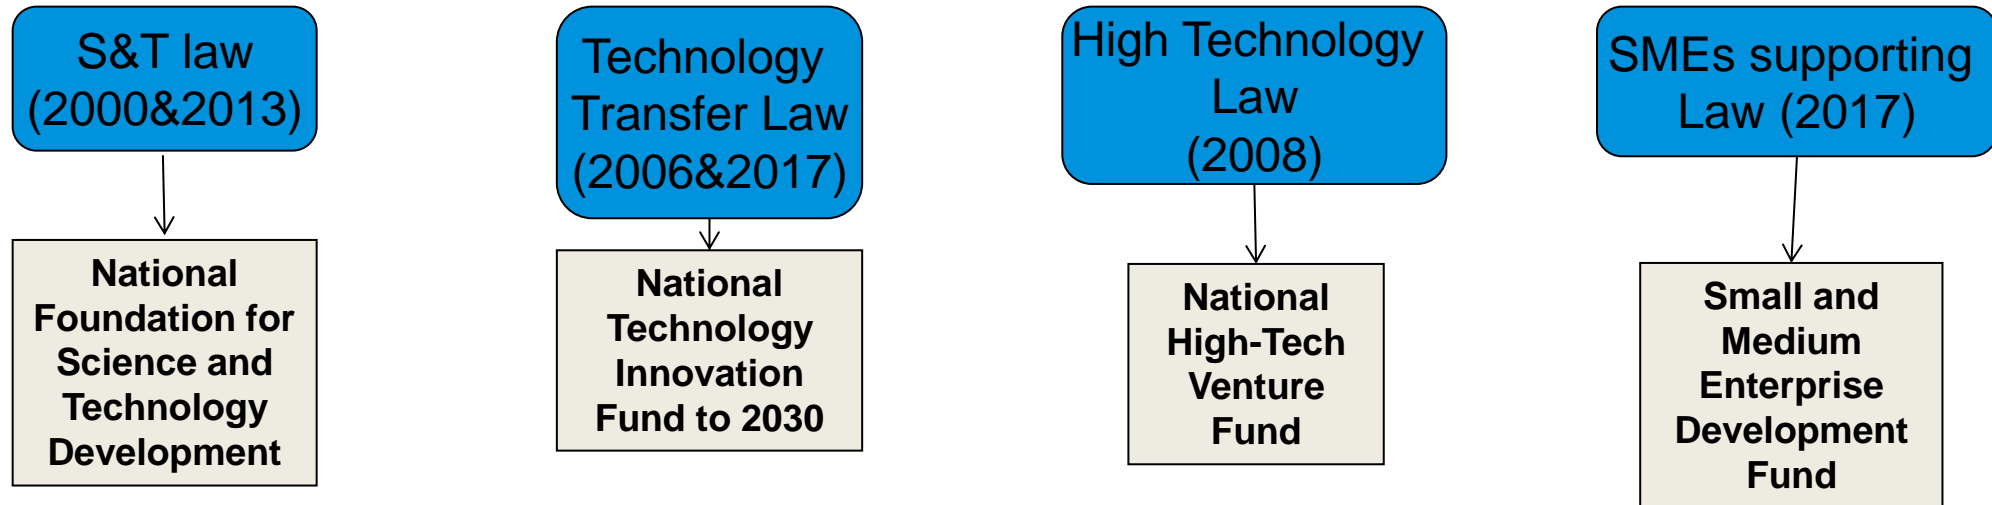 S&T law
(2000&2013)
Technology
Transfer Law
(2006&2017)
High Technology
Law
(2008)
SMEs supporting
Law (2017)
National
Foundation for
Science and
Technology
Development
National
Technology
Innovation
Fund to 2030
National
High-Tech
Venture
Fund
Small and
Medium
Enterprise
Development
Fund